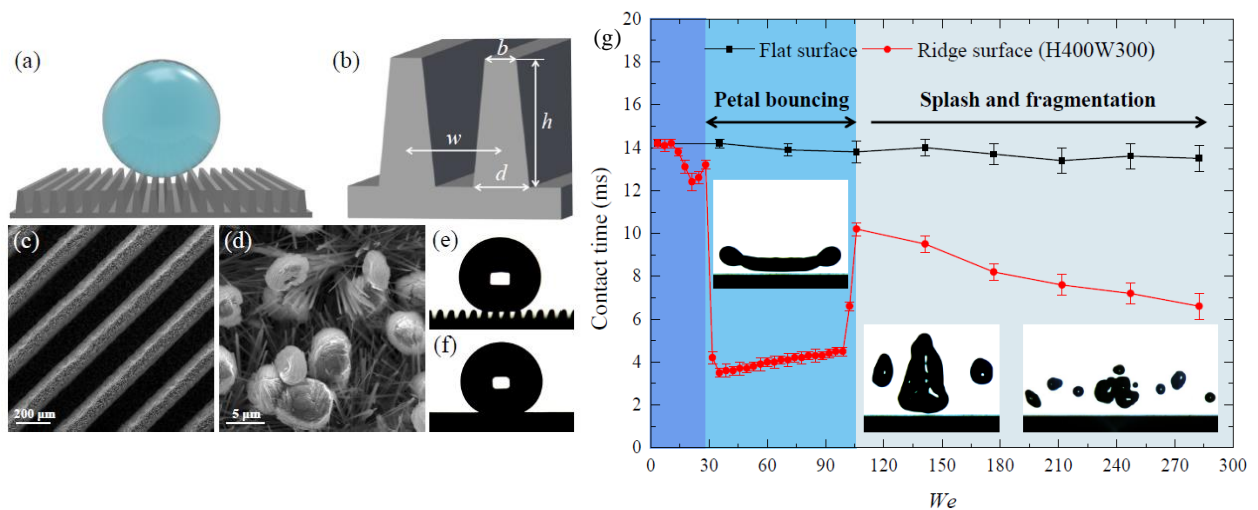 (a)
(b)
b
w
h
d
(c)
200 μm
(d)
5 μm
(e)
(f)
(g)
Flat surface
Ridge surface (H400W300)
Petal bouncing
Splash and fragmentation
Contact time (ms)
20
18
16
14
12
10
8
6
4
2
0
0 30 60 90 120 150 180 210 240 270 300
We